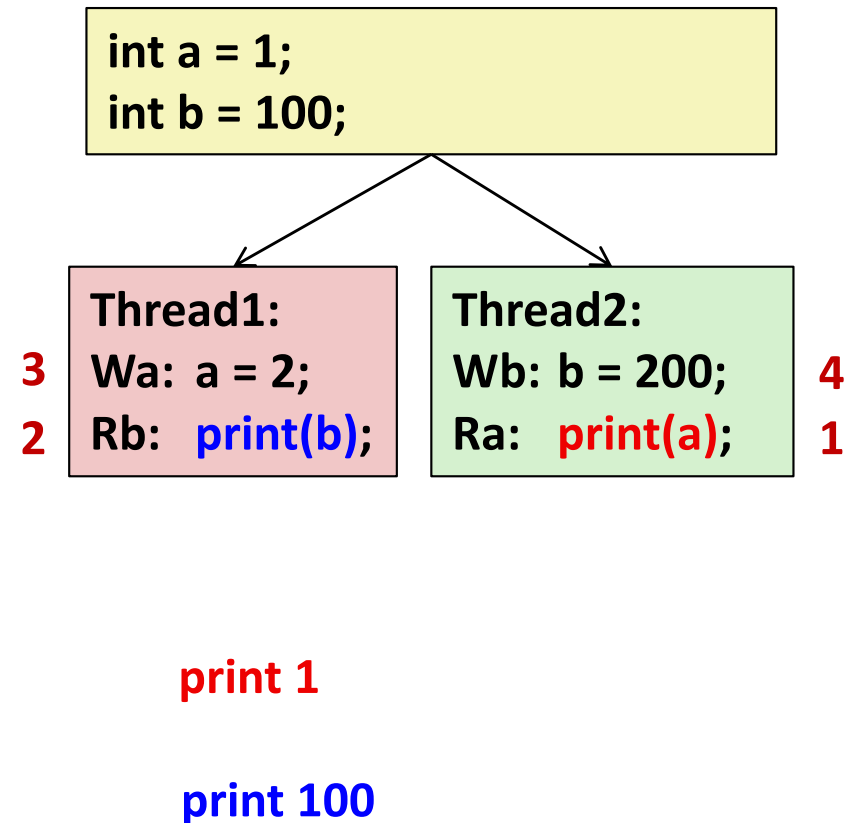 int a = 1;
int b = 100;
Thread1:
3 Wa: a = 2;
2 Rb: print(b);
Thread2:
Wb: b = 200; 4
Ra: print(a); 1
print 1
print 100